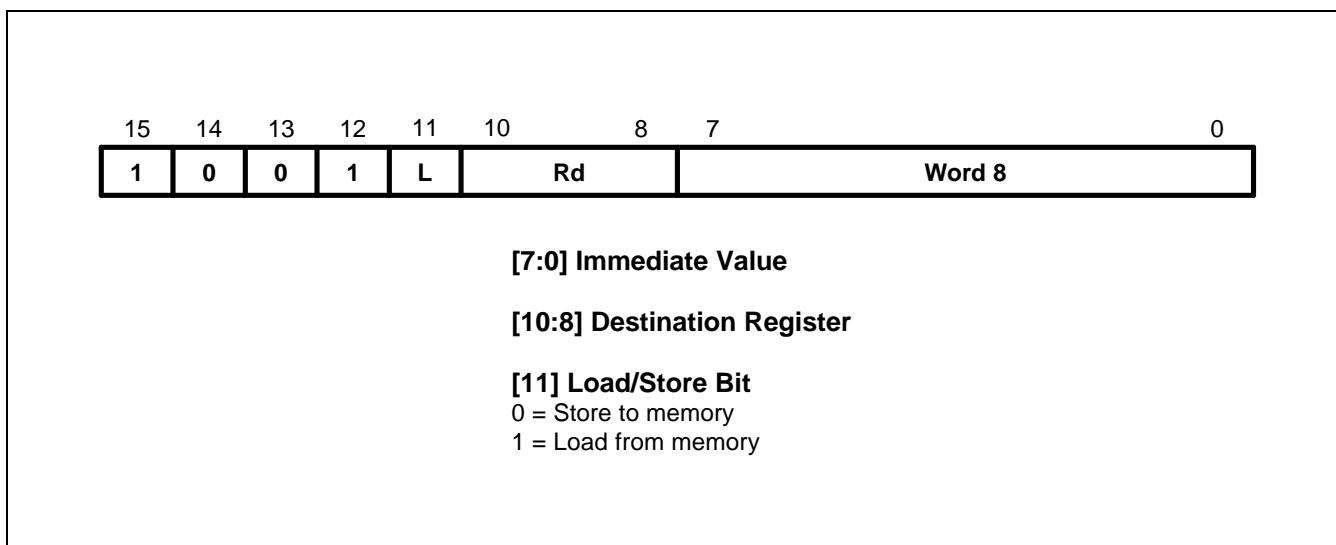 15 14 13 12 11 10 8 7 0
1 0 0 1 L Rd Word 8
[7:0] Immediate Value
[10:8] Destination Register
[11] Load/Store Bit
0 = Store to memory
1 = Load from memory